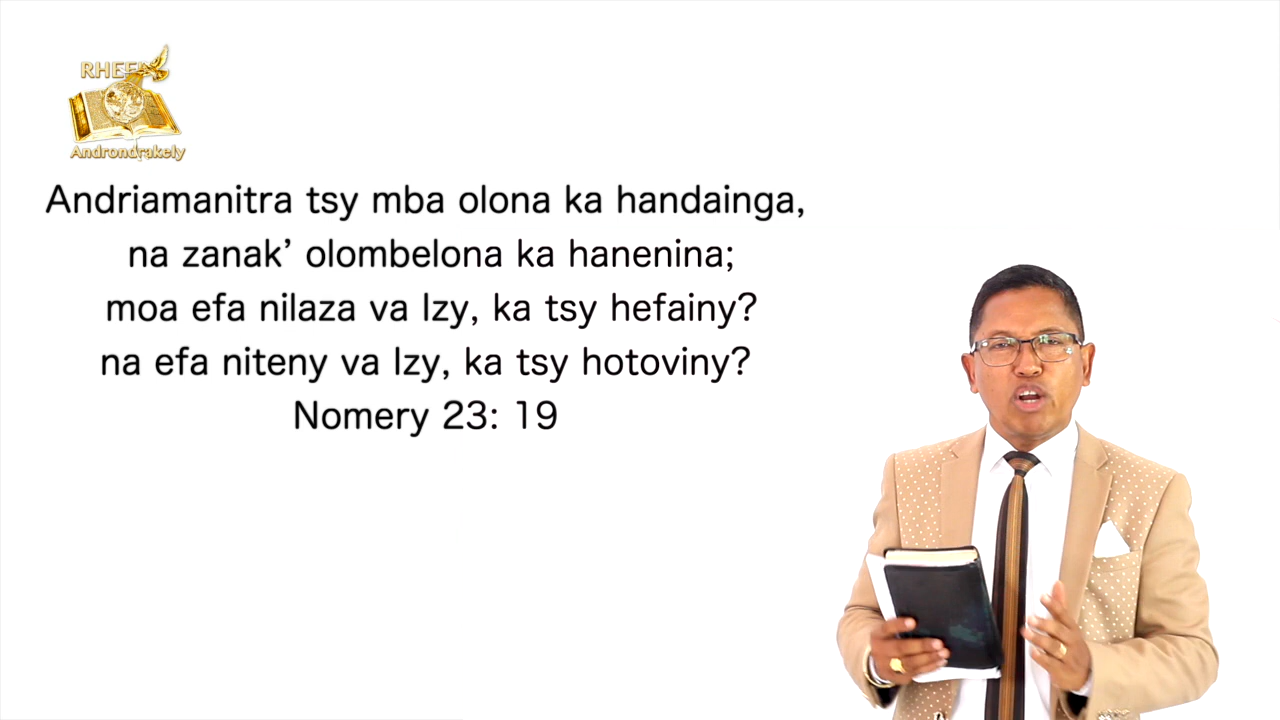 Androndrakely
Andriamanitra tsy mba olona ka handainga,
na zanak’ olombelona ka hanenina;
moa efa nilaza va Izy, ka tsy hefainy?
na efa niteny va Izy, ka tsy hotoviny?
Nomery 23: 19